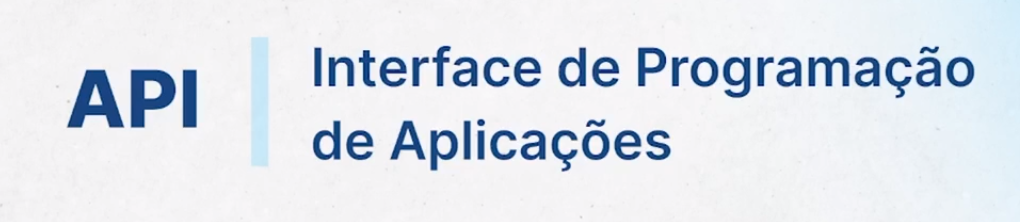 API
Interface de Programação
de Aplicações